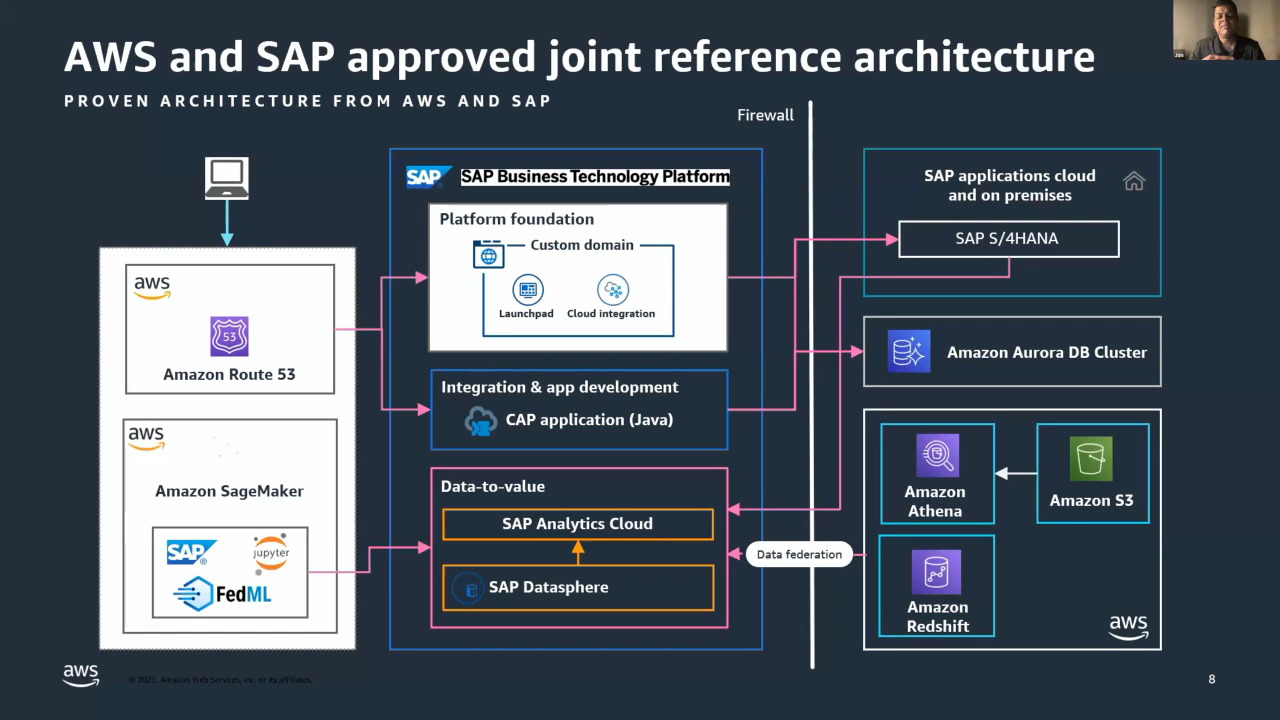 AWS and SAP approved joint reference architecture
PROVEN ARCHITECTURE FROM AWS AND SAP
Jon
Firewall
SAP
SAP Business Technology Platform
Platform foundation
Custom domain
Launchpad
Cloud integration
Integration & app development
CAP application (Java)
Data-to-value
SAP Analytics Cloud
SAP Datasphere
aws
53
Amazon Route 53
aws
Amazon SageMaker
SAP
jupyter
FedML
SAP applications cloud
and on premises
SAP S/4HANA
Amazon Aurora DB Cluster
Amazon
Athena
Amazon S3
Data federation
Amazon
Redshift
aws
aws
© 2023, Amazon Web Services, Inc. or its affiliates.
8